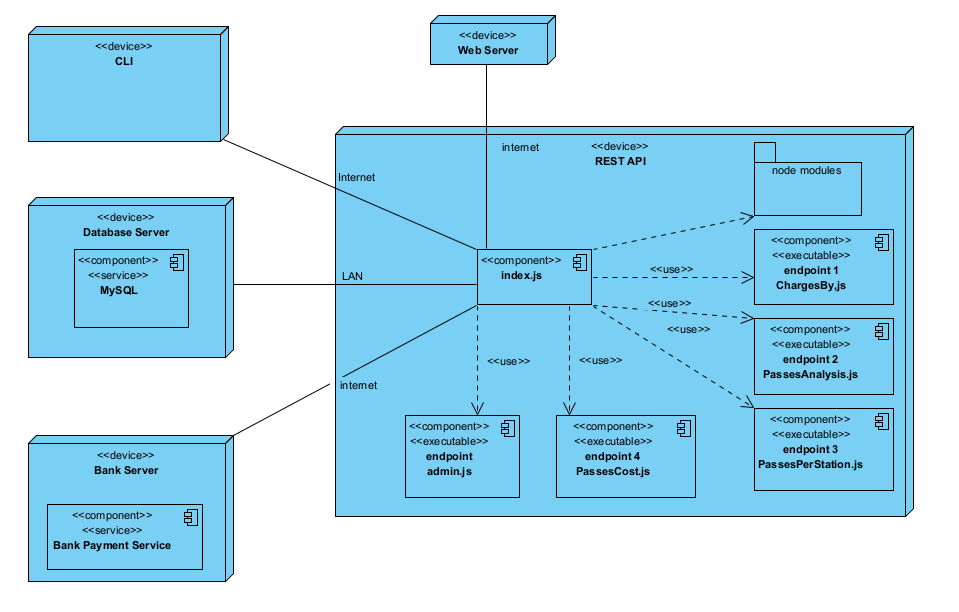 <<device>>
CLI
<<device>>
Web Server
internet
<<device>>
REST API
node modules
Internet
<<device>>
Database Server
<<component>>
<<service>>
MySQL
LAN
<<component>>
index.js
<<use>>
<<component>>
<<executable>>
endpoint 1
ChargesBy.js
<<use>>
<<use>>
<<component>>
<<executable>>
endpoint 2
PassesAnalysis.js
<<use>>
<<use>>
internet
<<component>>
<<executable>>
endpoint
admin.js
<<component>>
<<executable>>
endpoint 4
PassesCost.js
<<component>>
<<executable>>
endpoint 3
PassesPerStation.js
<<device>>
Bank Server
<<component>>
<<service>>
Bank Payment Service